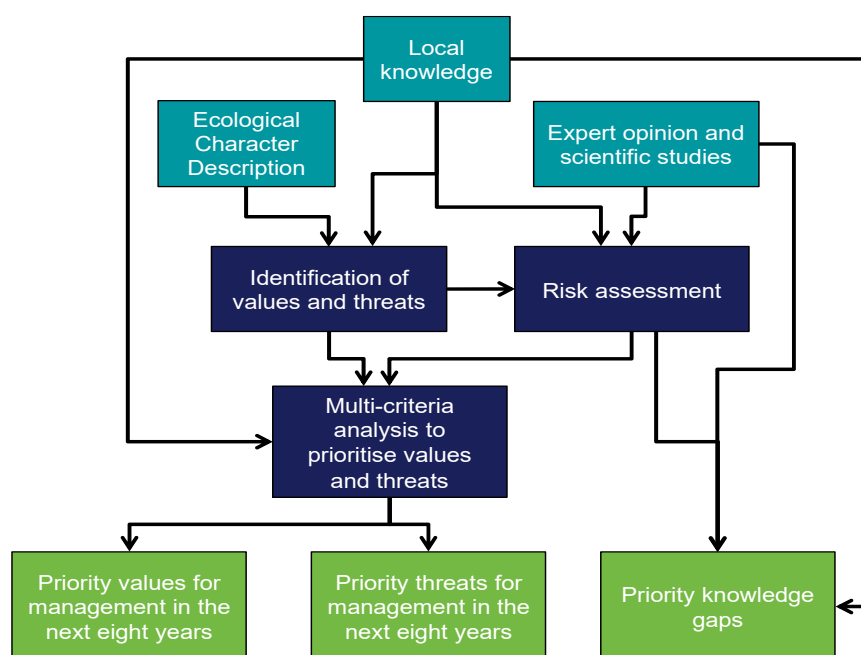 Local
knowledge
Ecological
Character
Description
Expert opinion and
scientific studies
Identification of
values and threats
Risk assessment
Multi-criteria
analysis to
prioritise values
and threats
Priority values for
management in the
next eight years
Priority threats for
management in the
next eight years
Priority knowledge
gaps